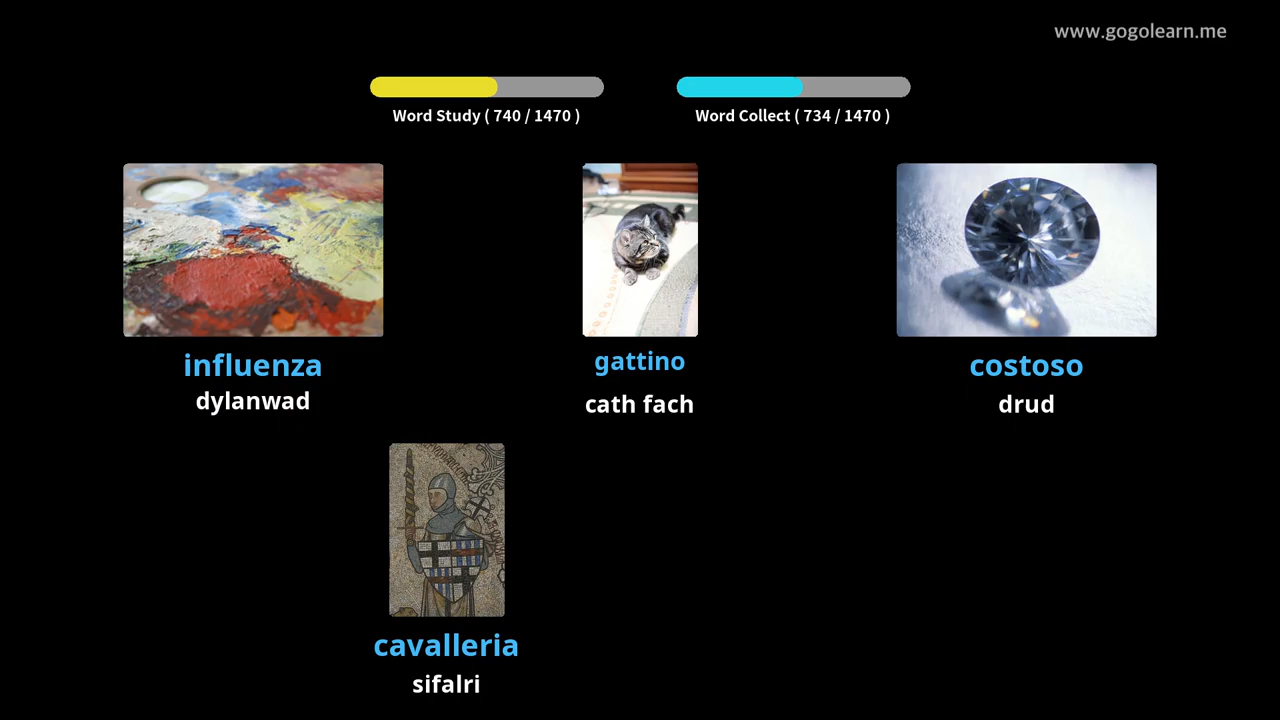 www.gogolearn.me
Word Study ( 740 / 1470 )
Word Collect ( 734 / 1470 )
influenza
dylanwad
gattino
cath fach
costoso
drud
cavalleria
sifalri